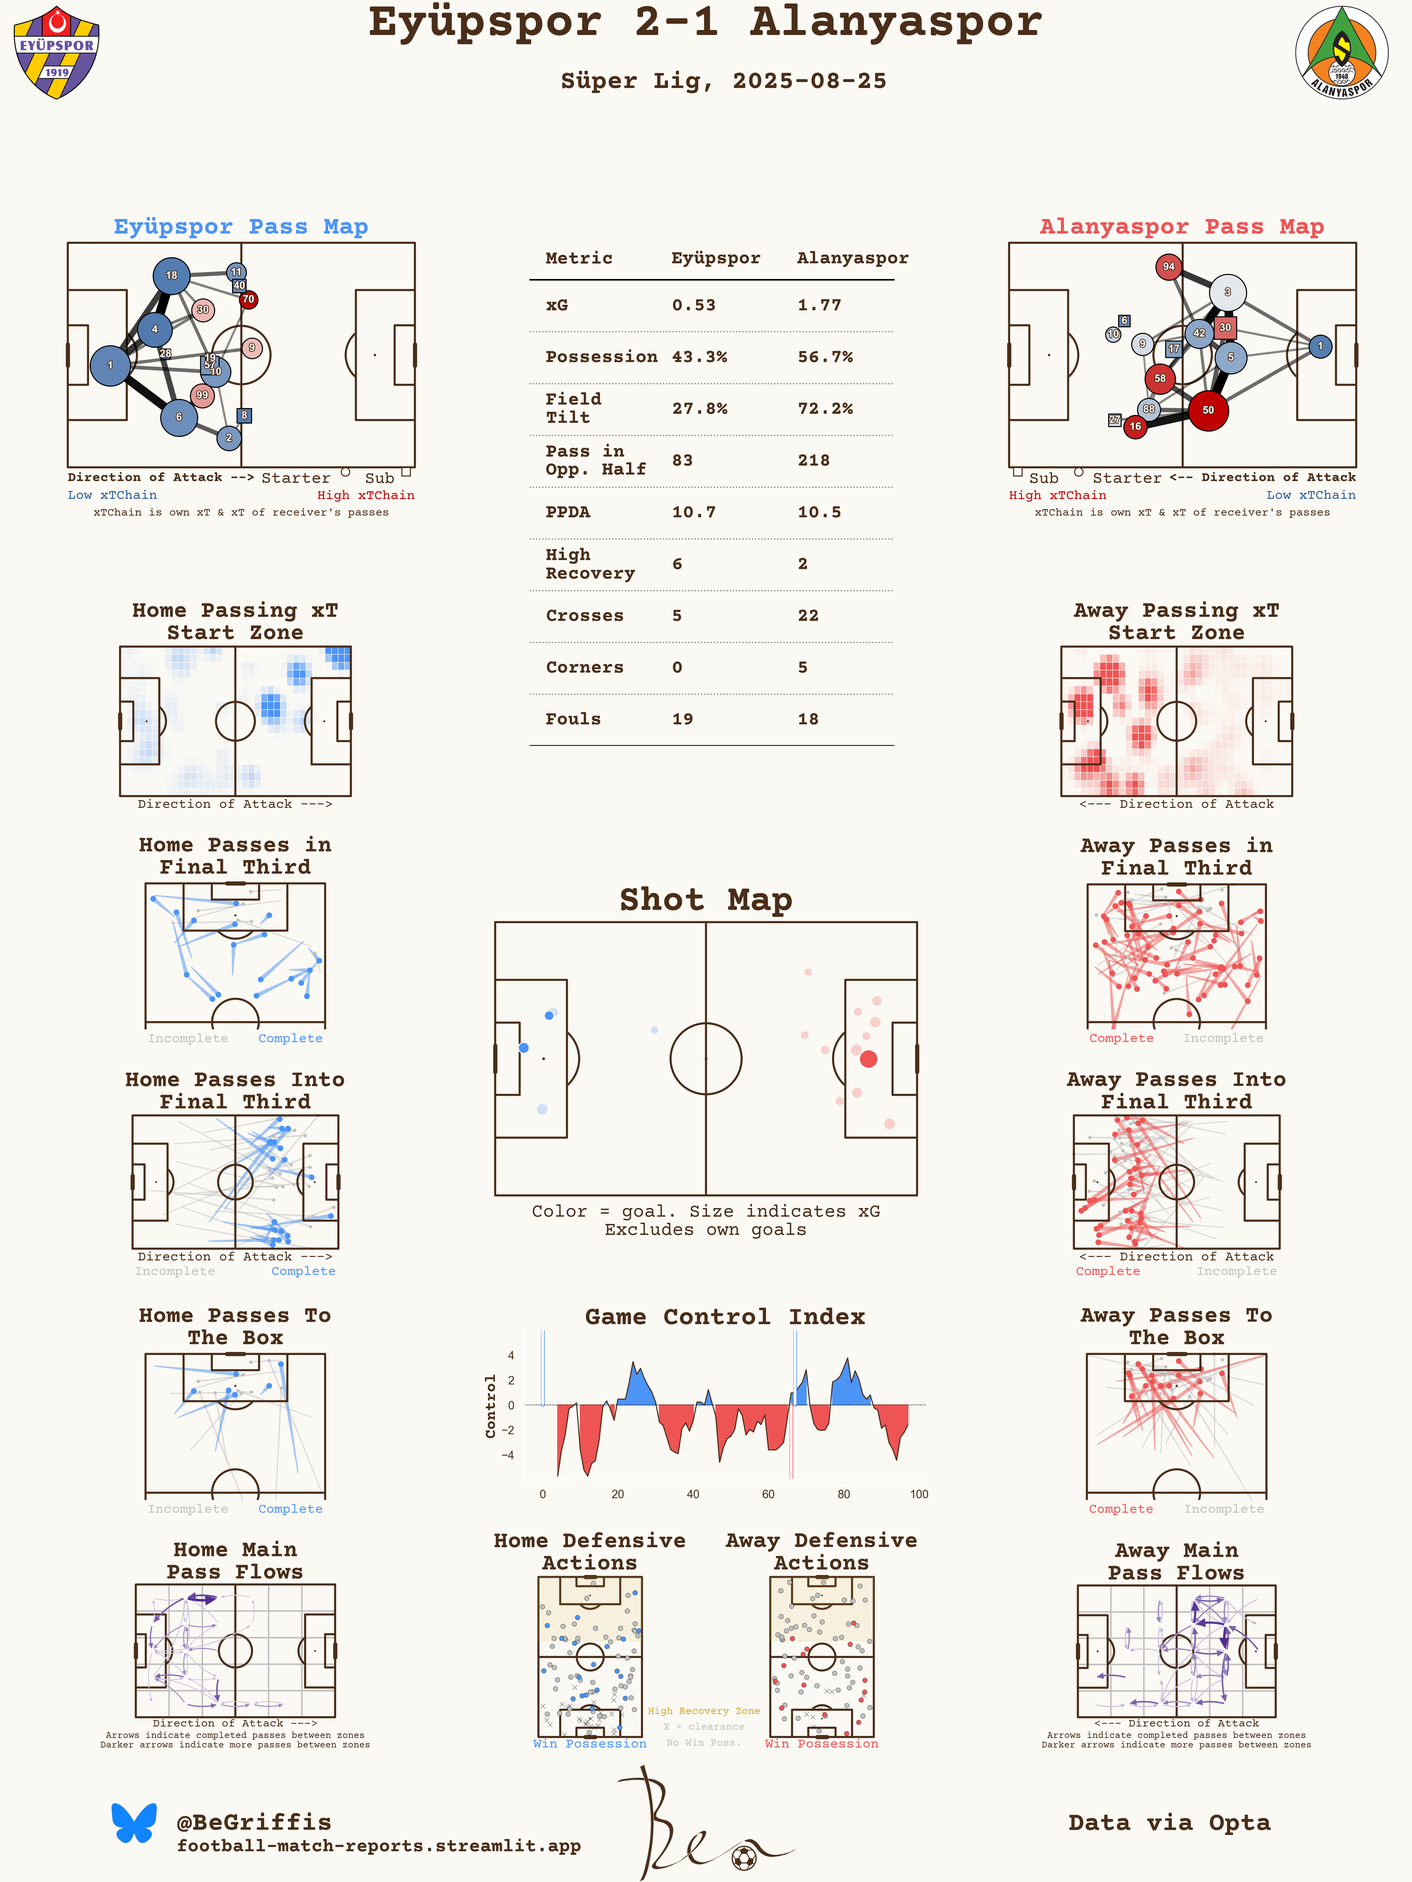 Eyüpspor 2-1 Alanyaspor
Süper Lig, 2025-08-25
EYÜPSPOR
1919
1948
ALANYASPOR
Eyüpspor Pass Map
18
11
40
70
30
4
28
1
19
57
10
9
99
6
8
2
Direction of Attack --> Starter Sub
Low xTChain High xTChain
xTChain is own xT & xT of receiver's passes
Metric Eyüpspor Alanyaspor
xG 0.53 1.77
Possession 43.3% 56.7%
Field Tilt 27.8% 72.2%
Pass in Opp. Half 83 218
PPDA 10.7 10.5
High Recovery 6 2
Crosses 5 22
Corners 0 5
Fouls 19 18
Alanyaspor Pass Map
94
3
6
10
9
17
42
30
5
1
58
88
50
27
16
Sub Starter <-- Direction of Attack
High xTChain Low xTChain
xTChain is own xT & xT of receiver's passes
Home Passing xT
Start Zone
Direction of Attack --->
Away Passing xT
Start Zone
<--- Direction of Attack
Home Passes in
Final Third
Incomplete Complete
Away Passes in
Final Third
Complete Incomplete
Shot Map
Color = goal. Size indicates xG
Excludes own goals
Home Passes Into
Final Third
Direction of Attack --->
Incomplete Complete
Away Passes Into
Final Third
<--- Direction of Attack
Complete Incomplete
Home Passes To
The Box
Incomplete Complete
Game Control Index
Control
4
2
0
−2
−4
0 20 40 60 80 100
Away Passes To
The Box
Complete Incomplete
Home Main
Pass Flows
Direction of Attack --->
Arrows indicate completed passes between zones
Darker arrows indicate more passes between zones
Home Defensive
Actions
Win Possession
Away Defensive
Actions
Win Possession
High Recovery Zone
X = clearance
No Win Poss.
Away Main
Pass Flows
<--- Direction of Attack
Arrows indicate completed passes between zones
Darker arrows indicate more passes between zones
@BeGriffis
football-match-reports.streamlit.app
Ben
Data via Opta